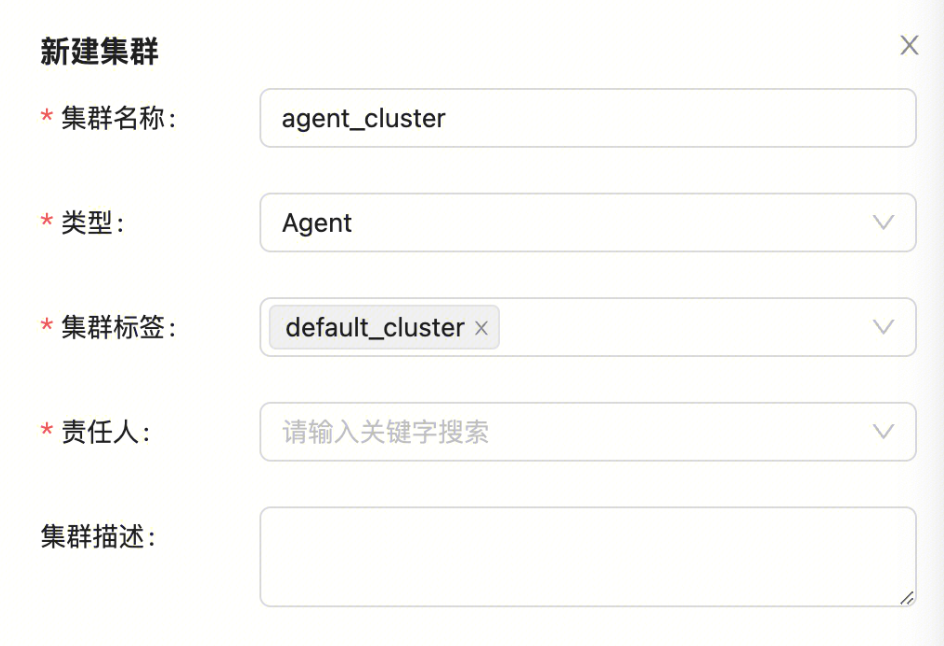 新建集群
* 集群名称:
agent_cluster
* 类型:
Agent
* 集群标签:
default_cluster
* 责任人:
请输入关键字搜索
集群描述: